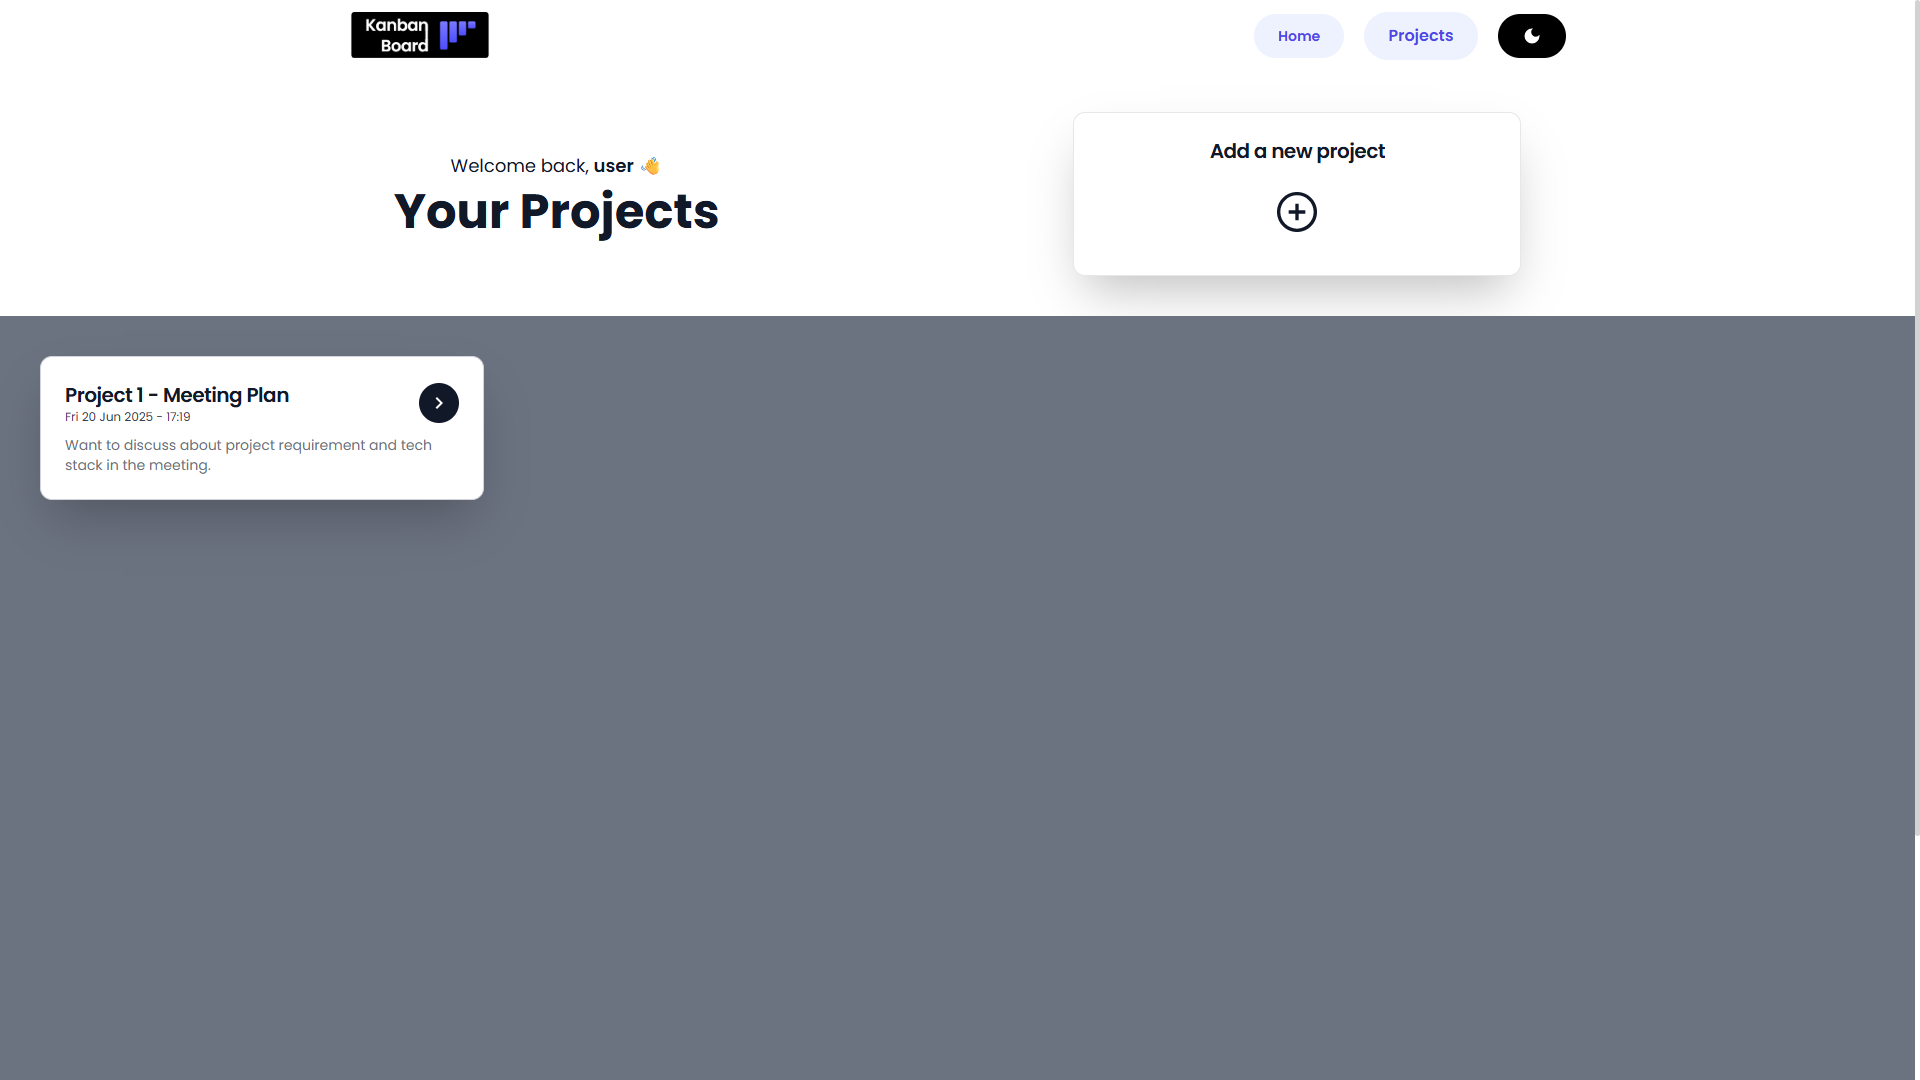 Kanban
Board
Home
Projects
Welcome back, user 👋
Your Projects
Add a new project
Project 1 - Meeting Plan
Fri 20 Jun 2025 - 17:19
Want to discuss about project requirement and tech
stack in the meeting.